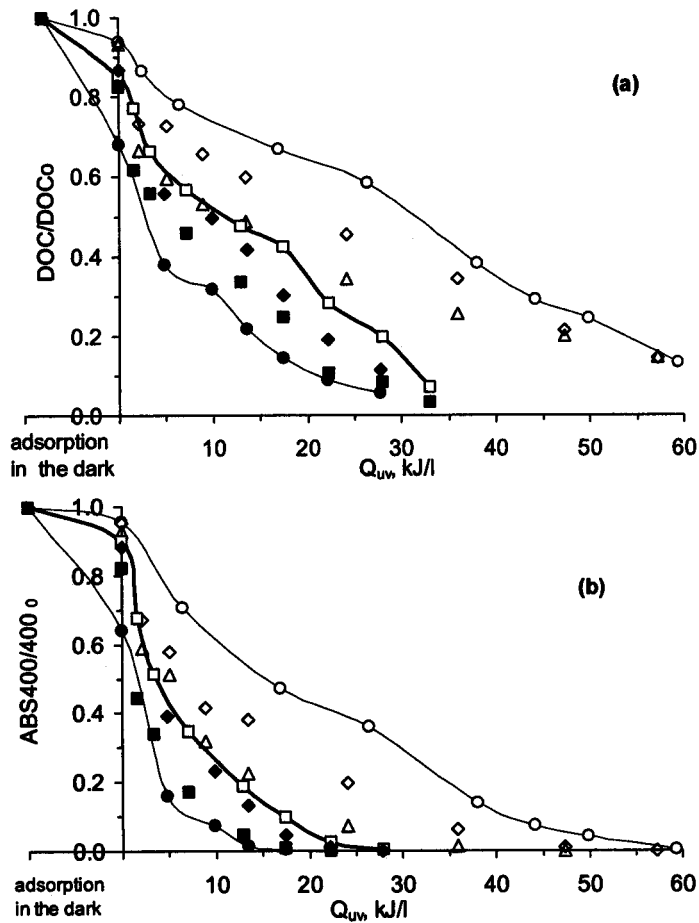 1.0
(a)
0.8
0.6
DOC/DOCo
0.4
0.2
0.0
adsorption
in the dark
10 20 30 40 50 60
Quv, kJ/l
1.0
(b)
0.8
0.6
ABS400/400 0
0.4
0.2
0.0
adsorption
in the dark
10 20 30 40 50 60
Quv, kJ/l